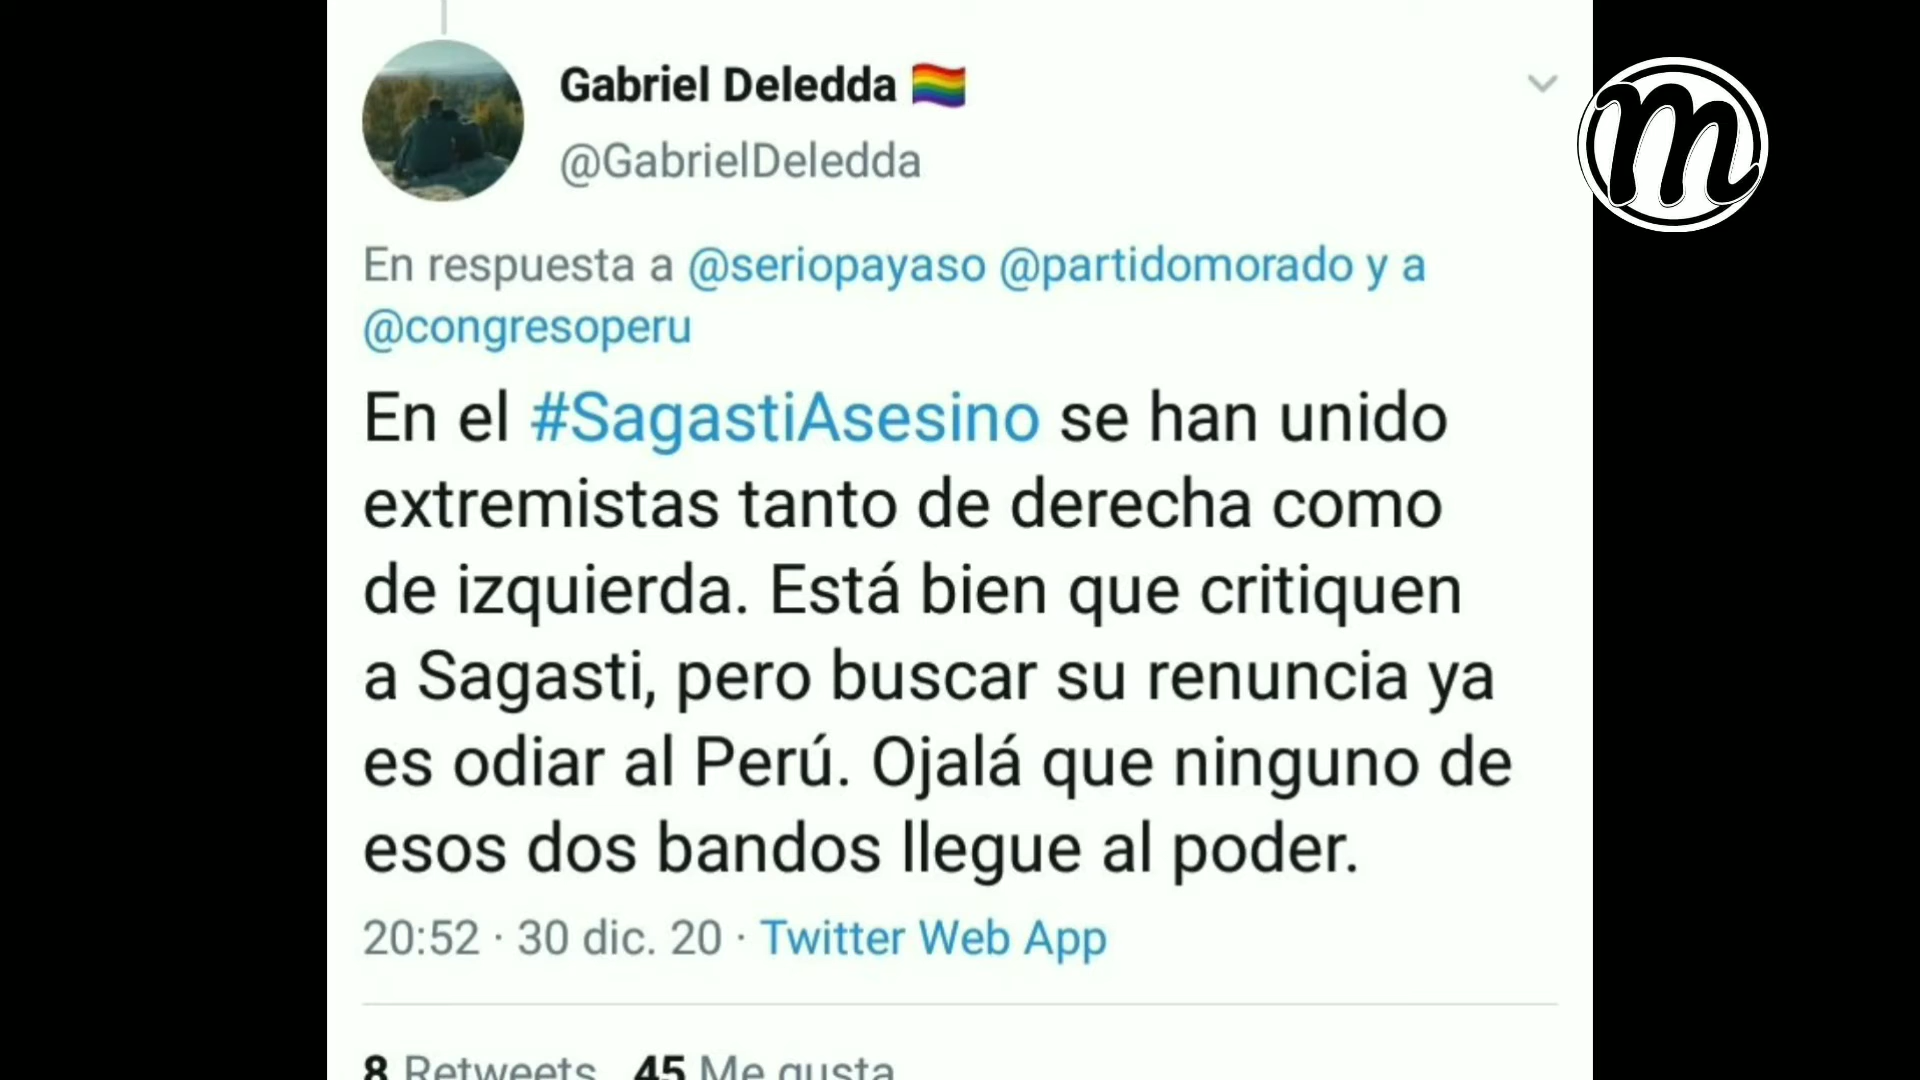 Gabriel Deledda 🏳️‍🌈
@GabrielDeledda
En respuesta a @seriopayaso @partidomorado y a
@congresoperu
En el #SagastiAsesino se han unido
extremistas tanto de derecha como
de izquierda. Está bien que critiquen
a Sagasti, pero buscar su renuncia ya
es odiar al Perú. Ojalá que ninguno de
esos dos bandos llegue al poder.
20:52 · 30 dic. 20 · Twitter Web App
8 Retweets 45 Me gusta
m